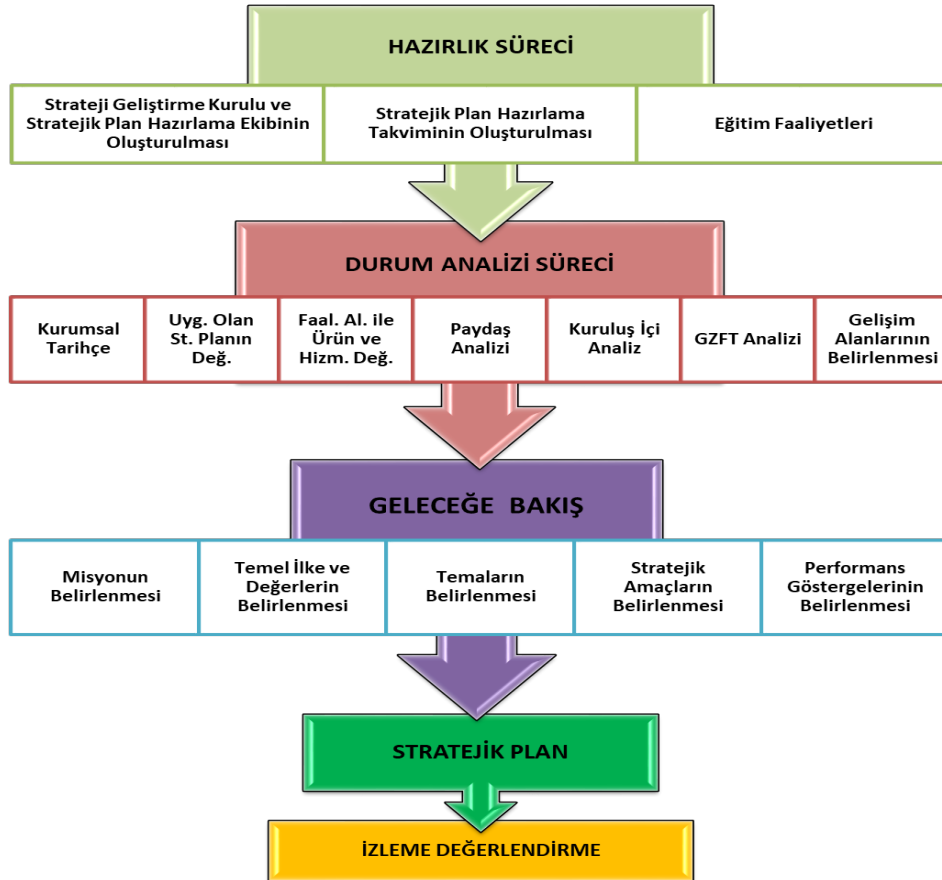 HAZIRLIK SÜRECİ
Strateji Geliştirme Kurulu ve
Stratejik Plan Hazırlama Ekibinin
Oluşturulması
Stratejik Plan Hazırlama
Takviminin Oluşturulması
Eğitim Faaliyetleri
DURUM ANALİZİ SÜRECİ
Kurumsal
Tarihçe
Uyg. Olan
St. Planın
Değ.
Faal. Al. ile
Ürün ve
Hizm. Değ.
Paydaş
Analizi
Kuruluş İçi
Analiz
GZFT Analizi
Gelişim
Alanlarının
Belirlenmesi
GELECEĞE BAKIŞ
Misyonun
Belirlenmesi
Temel İlke ve
Değerlerin
Belirlenmesi
Temaların
Belirlenmesi
Stratejik
Amaçların
Belirlenmesi
Performans
Göstergelerinin
Belirlenmesi
STRATEJİK PLAN
İZLEME DEĞERLENDİRME